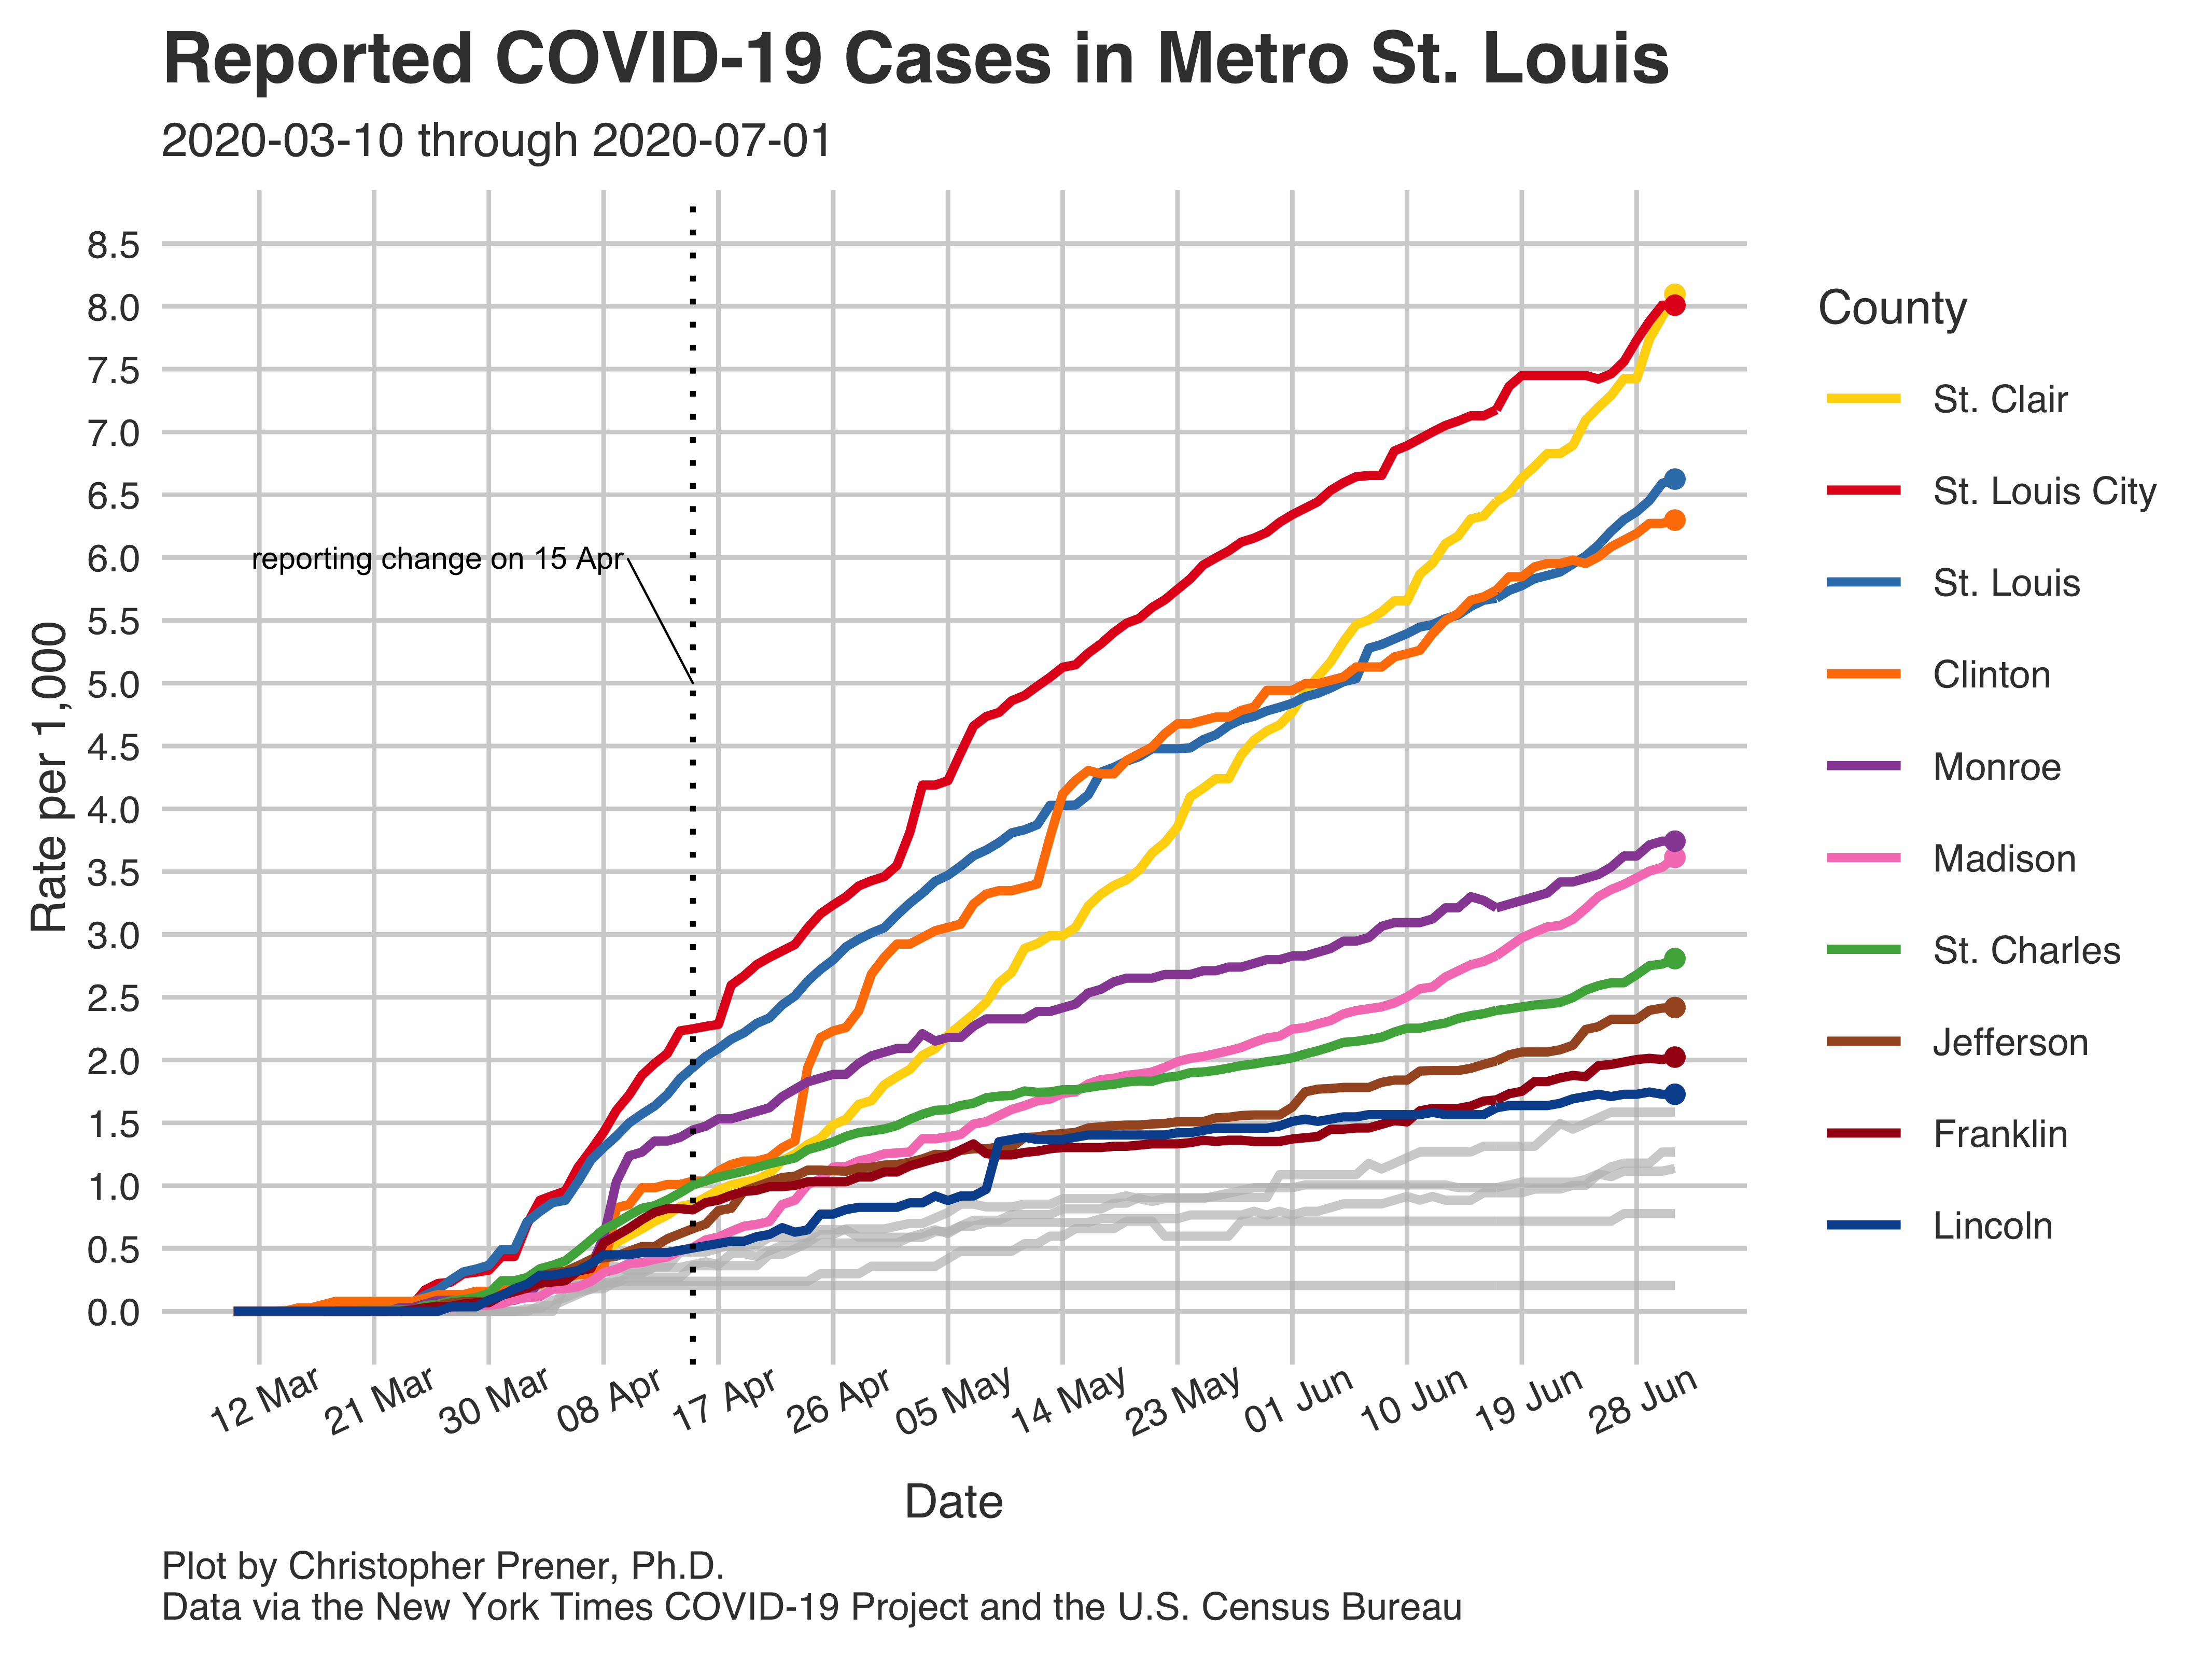 Reported COVID-19 Cases in Metro St. Louis
2020-03-10 through 2020-07-01
Rate per 1,000
8.5
8.0
7.5
7.0
6.5
6.0
5.5
5.0
4.5
4.0
3.5
3.0
2.5
2.0
1.5
1.0
0.5
0.0
reporting change on 15 Apr
12 Mar
21 Mar
30 Mar
08 Apr
17 Apr
26 Apr
05 May
14 May
23 May
01 Jun
10 Jun
19 Jun
28 Jun
Date
County
St. Clair
St. Louis City
St. Louis
Clinton
Monroe
Madison
St. Charles
Jefferson
Franklin
Lincoln
Plot by Christopher Prener, Ph.D.
Data via the New York Times COVID-19 Project and the U.S. Census Bureau